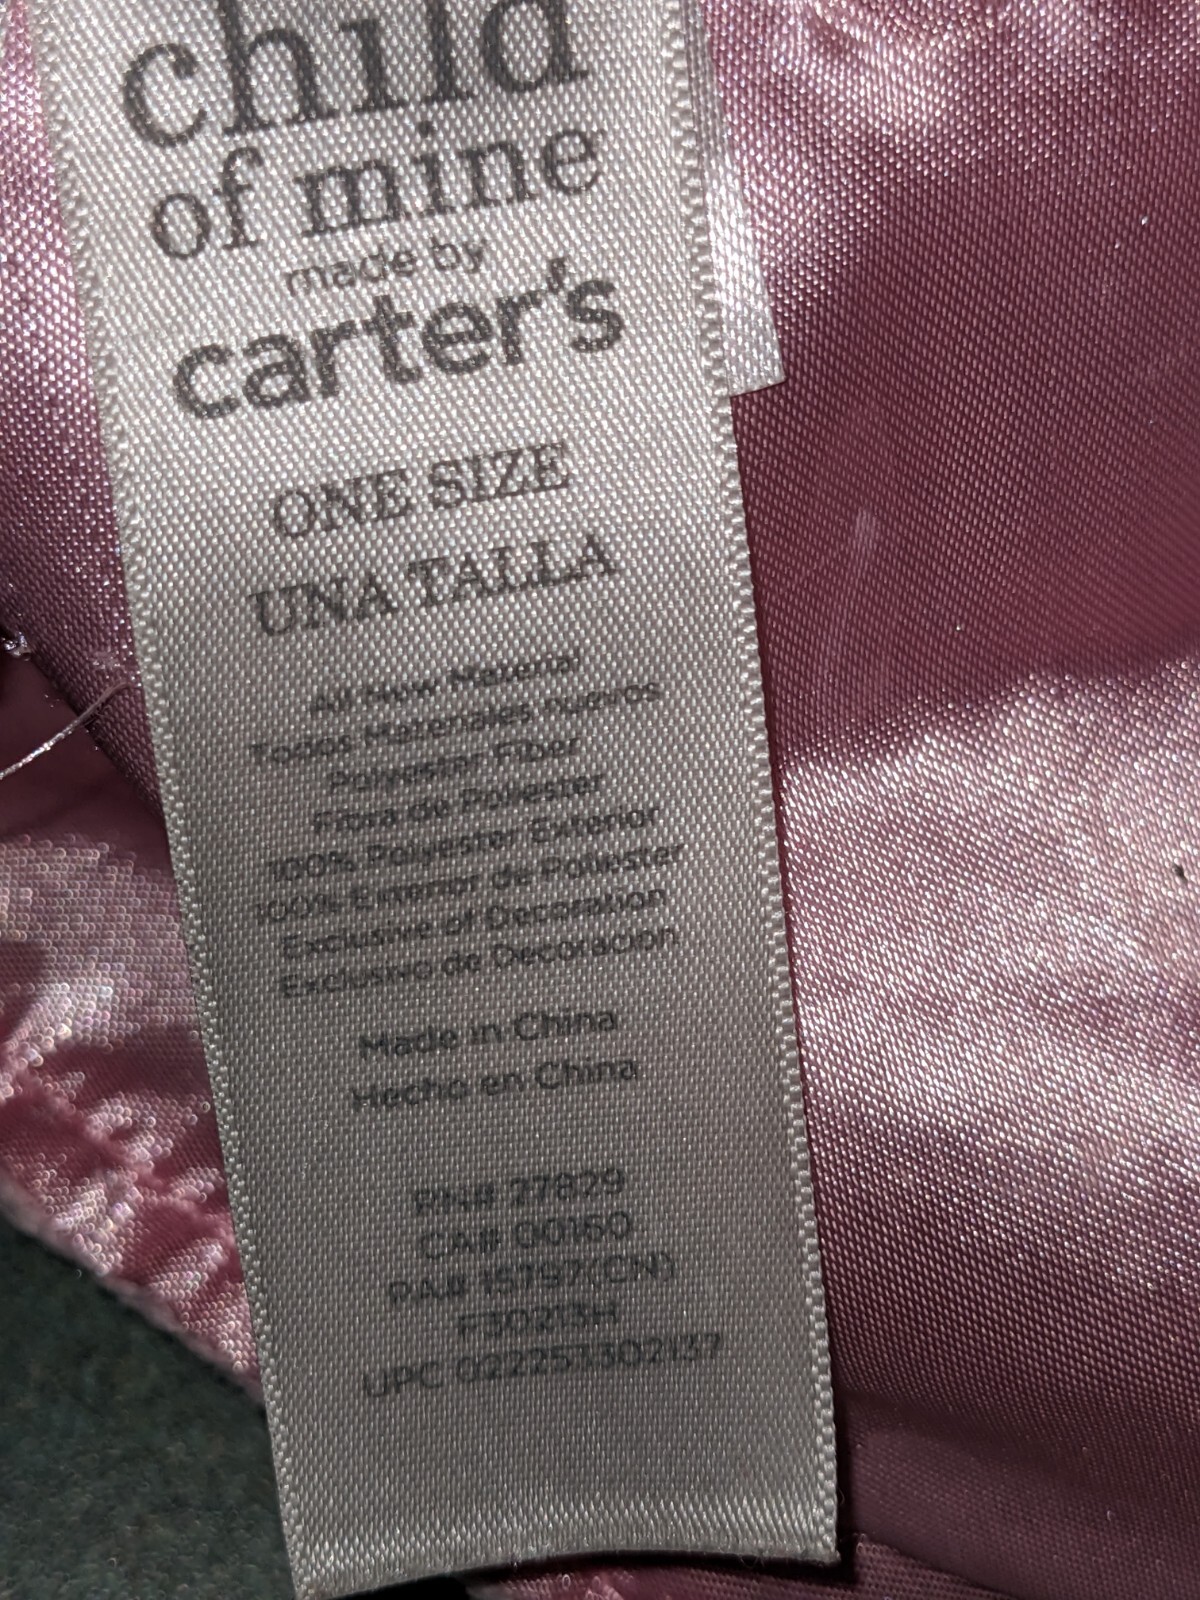 child
of mine
made by
carter's
ONE SIZE
UNA TALLA
All New Material
Todos Materiales nuevos
Polyester Fiber
Fibra de Poliester
100% Polyester Exterior
100% Exterior de Poliester
Exclusive of Decoration
Exclusivo de Decoracion
Made in China
Hecho en China
RN# 27829
CA# 00160
PA# 15797(CN)
F30213H
UPC 022257302137